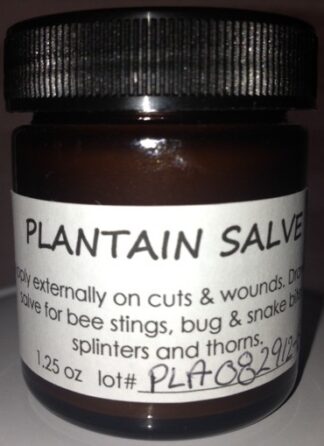 PLANTAIN SALVE
externally on cuts & wounds.
salve for bee stings, bug & snake
splinters and thorns.
1.25 oz lot#